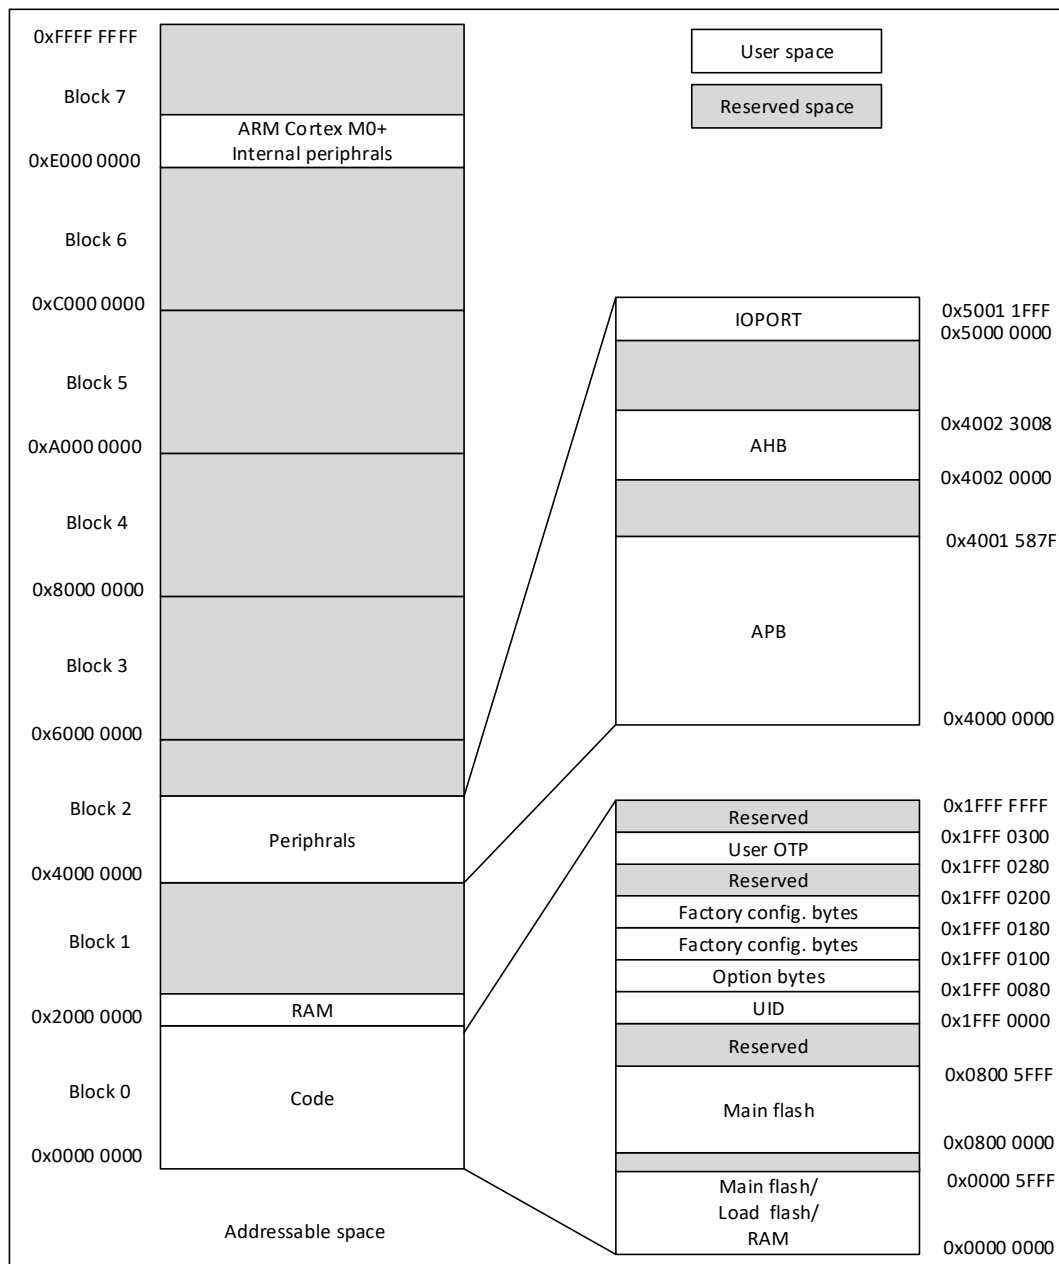 0xFFFF FFFF
Block 7
ARM Cortex M0+
Internal periphrals
0xE000 0000
Block 6
0xC000 0000
Block 5
0xA000 0000
Block 4
0x8000 0000
Block 3
0x6000 0000
Block 2
Periphrals
0x4000 0000
Block 1
RAM
0x2000 0000
Block 0
Code
0x0000 0000
Addressable space
User space
Reserved space
IOPORT
0x5001 1FFF
0x5000 0000
0x4002 3008
AHB
0x4002 0000
0x4001 587F
APB
0x4000 0000
Reserved
0x1FFF FFFF
0x1FFF 0300
User OTP
0x1FFF 0280
Reserved
0x1FFF 0200
Factory config. bytes
0x1FFF 0180
Factory config. bytes
0x1FFF 0100
Option bytes
0x1FFF 0080
UID
0x1FFF 0000
Reserved
0x0800 5FFF
Main flash
0x0800 0000
0x0000 5FFF
Main flash/
Load flash/
RAM
0x0000 0000